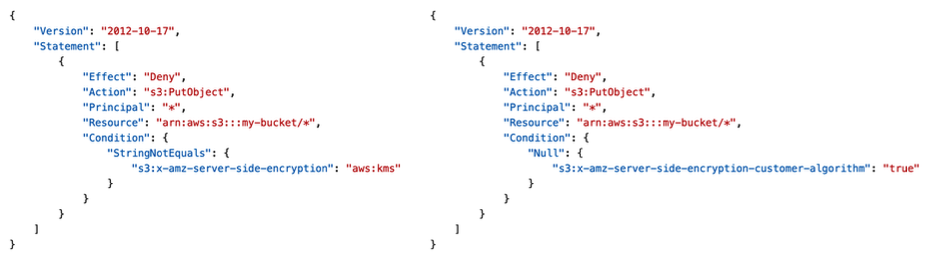 {
    "Version": "2012-10-17",
    "Statement": [
        {
            "Effect": "Deny",
            "Action": "s3:PutObject",
            "Principal": "*",
            "Resource": "arn:aws:s3:::my-bucket/*",
            "Condition": {
                "StringNotEquals": {
                    "s3:x-amz-server-side-encryption": "aws:kms"
                }
            }
        }
    ]
}
{
    "Version": "2012-10-17",
    "Statement": [
        {
            "Effect": "Deny",
            "Action": "s3:PutObject",
            "Principal": "*",
            "Resource": "arn:aws:s3:::my-bucket/*",
            "Condition": {
                "Null": {
                    "s3:x-amz-server-side-encryption-customer-algorithm": "true"
                }
            }
        }
    ]
}